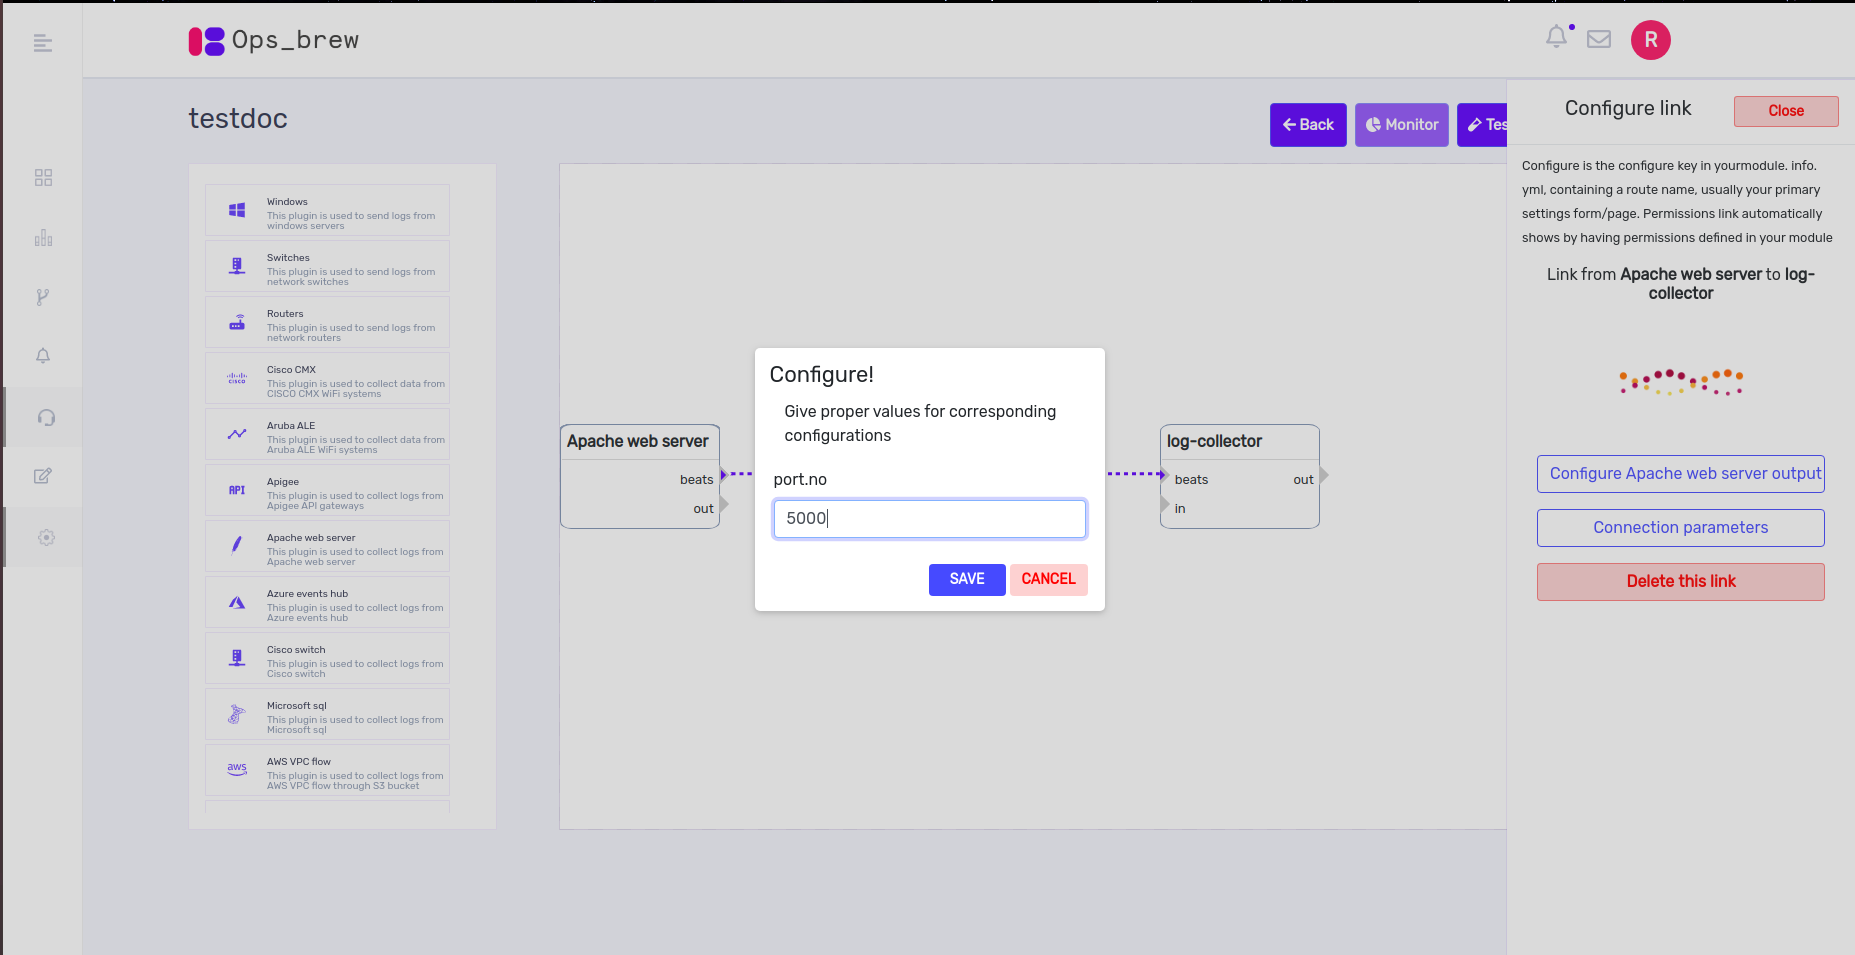 Ops_brew
R
testdoc
Back
Monitor
Tes
Configure link
Close
Configure is the configure key in yourmodule. info.
yml, containing a route name, usually your primary
settings form/page. Permissions link automatically
shows by having permissions defined in your module
Link from Apache web server to log-
collector
Configure Apache web server output
Connection parameters
Delete this link
Windows
This plugin is used to send logs from
windows servers
Switches
This plugin is used to send logs from
network switches
Routers
This plugin is used to send logs from
network routers
cisco
Cisco CMX
This plugin is used to collect data from
CISCO CMX WiFi systems
Aruba ALE
This plugin is used to collect data from
Aruba ALE WiFi systems
API
Apigee
This plugin is used to collect logs from
Apigee API gateways
Apache web server
This plugin is used to collect logs from
Apache web server
Azure events hub
This plugin is used to collect logs from
Azure events hub
Cisco switch
This plugin is used to collect logs from
Cisco switch
Microsoft sql
This plugin is used to collect logs from
Microsoft sql
aws
AWS VPC flow
This plugin is used to collect logs from
AWS VPC flow through S3 bucket
Apache web server
beats
out
Configure!
Give proper values for corresponding
configurations
port.no
5000
SAVE
CANCEL
log-collector
beats
out
in